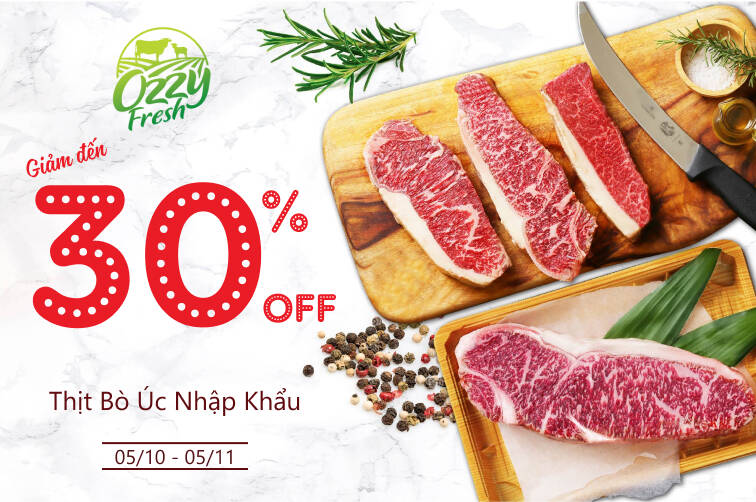 Ozzy
Fresh
Giảm đến
30%
OFF
Thịt Bò Úc Nhập Khẩu
05/10 - 05/11